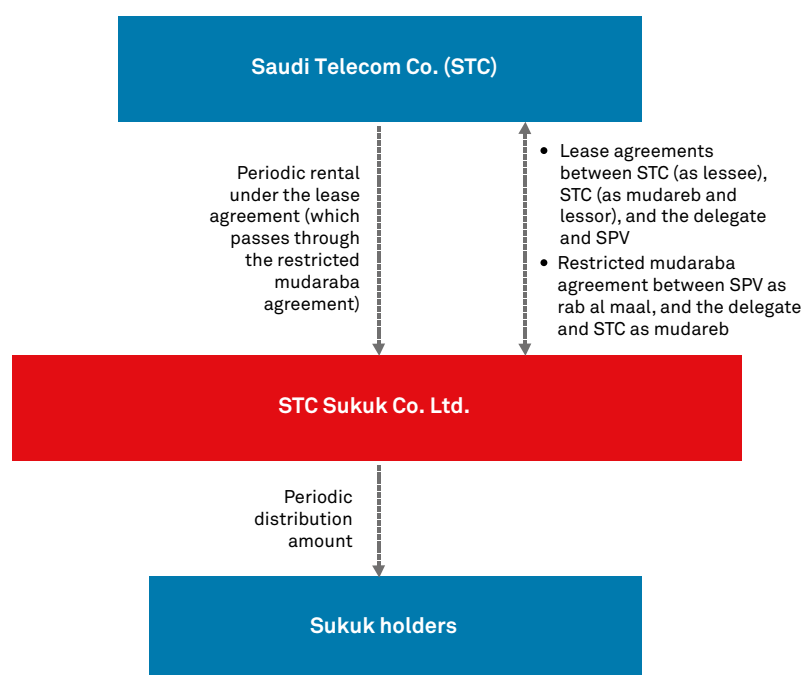 Saudi Telecom Co. (STC)
Periodic rental
under the lease
agreement (which
passes through
the restricted
mudaraba
agreement)
• Lease agreements
between STC (as lessee),
STC (as mudareb and
lessor), and the delegate
and SPV
• Restricted mudaraba
agreement between SPV as
rab al maal, and the delegate
and STC as mudareb
STC Sukuk Co. Ltd.
Periodic
distribution
amount
Sukuk holders